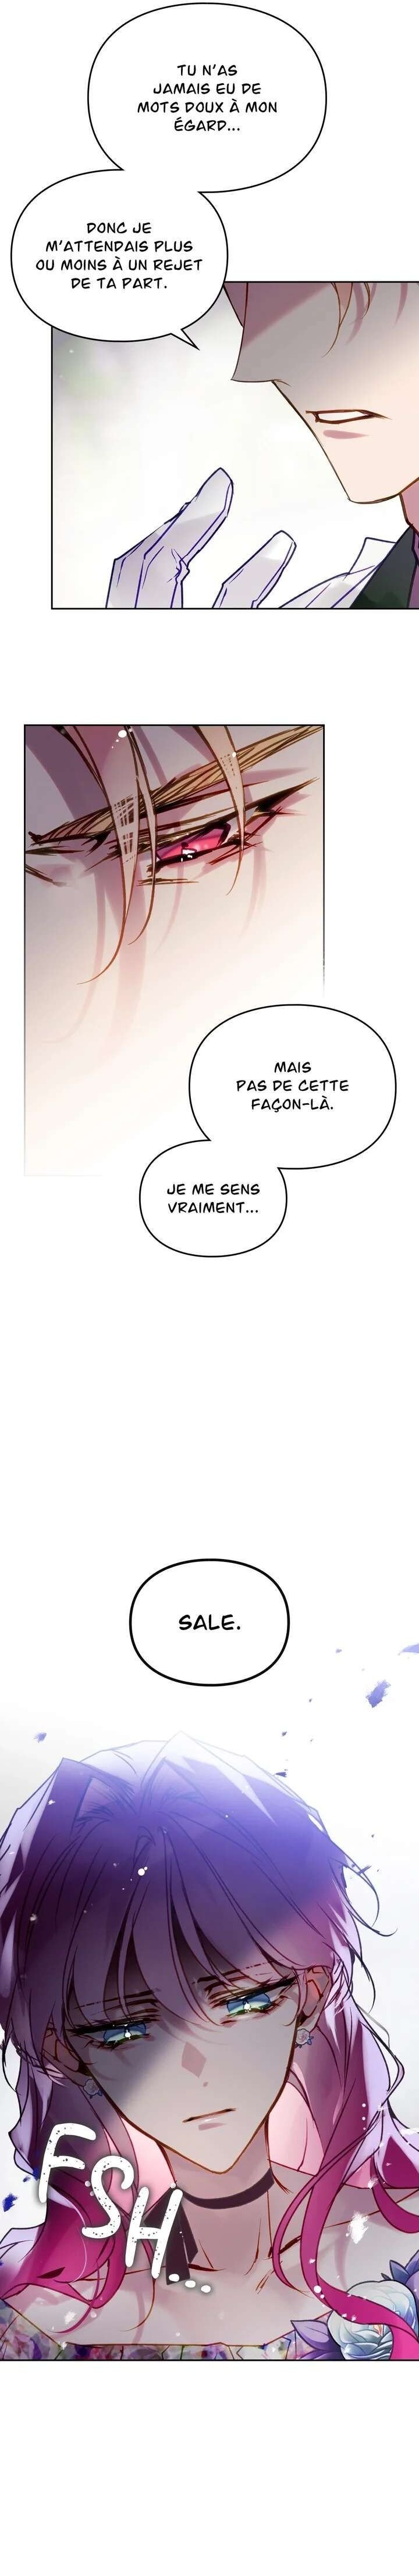 TU N'AS
JAMAIS EU DE
MOTS DOUX À MON
ÉGARD...
DONC JE
M'ATTENDAIS PLUS
OU MOINS À UN REJET
DE TA PART.
MAIS
PAS DE CETTE
FAÇON-LÀ.
JE ME SENS
VRAIMENT...
SALE.
FSH...